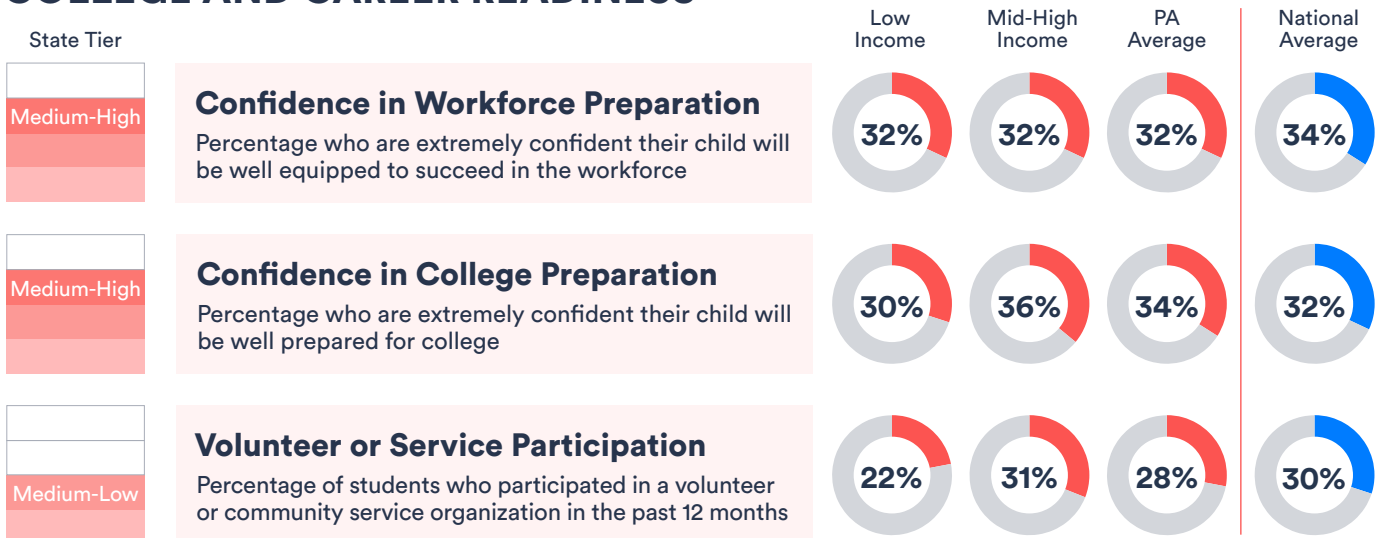 COLLEGE AND CAREER READINESS
State Tier
Low
Income
Mid-High
Income
PA
Average
National
Average
Medium-High
Confidence in Workforce Preparation
Percentage who are extremely confident their child will
be well equipped to succeed in the workforce
32%
32%
32%
34%
Medium-High
Confidence in College Preparation
Percentage who are extremely confident their child will
be well prepared for college
30%
36%
34%
32%
Medium-Low
Volunteer or Service Participation
Percentage of students who participated in a volunteer
or community service organization in the past 12 months
22%
31%
28%
30%